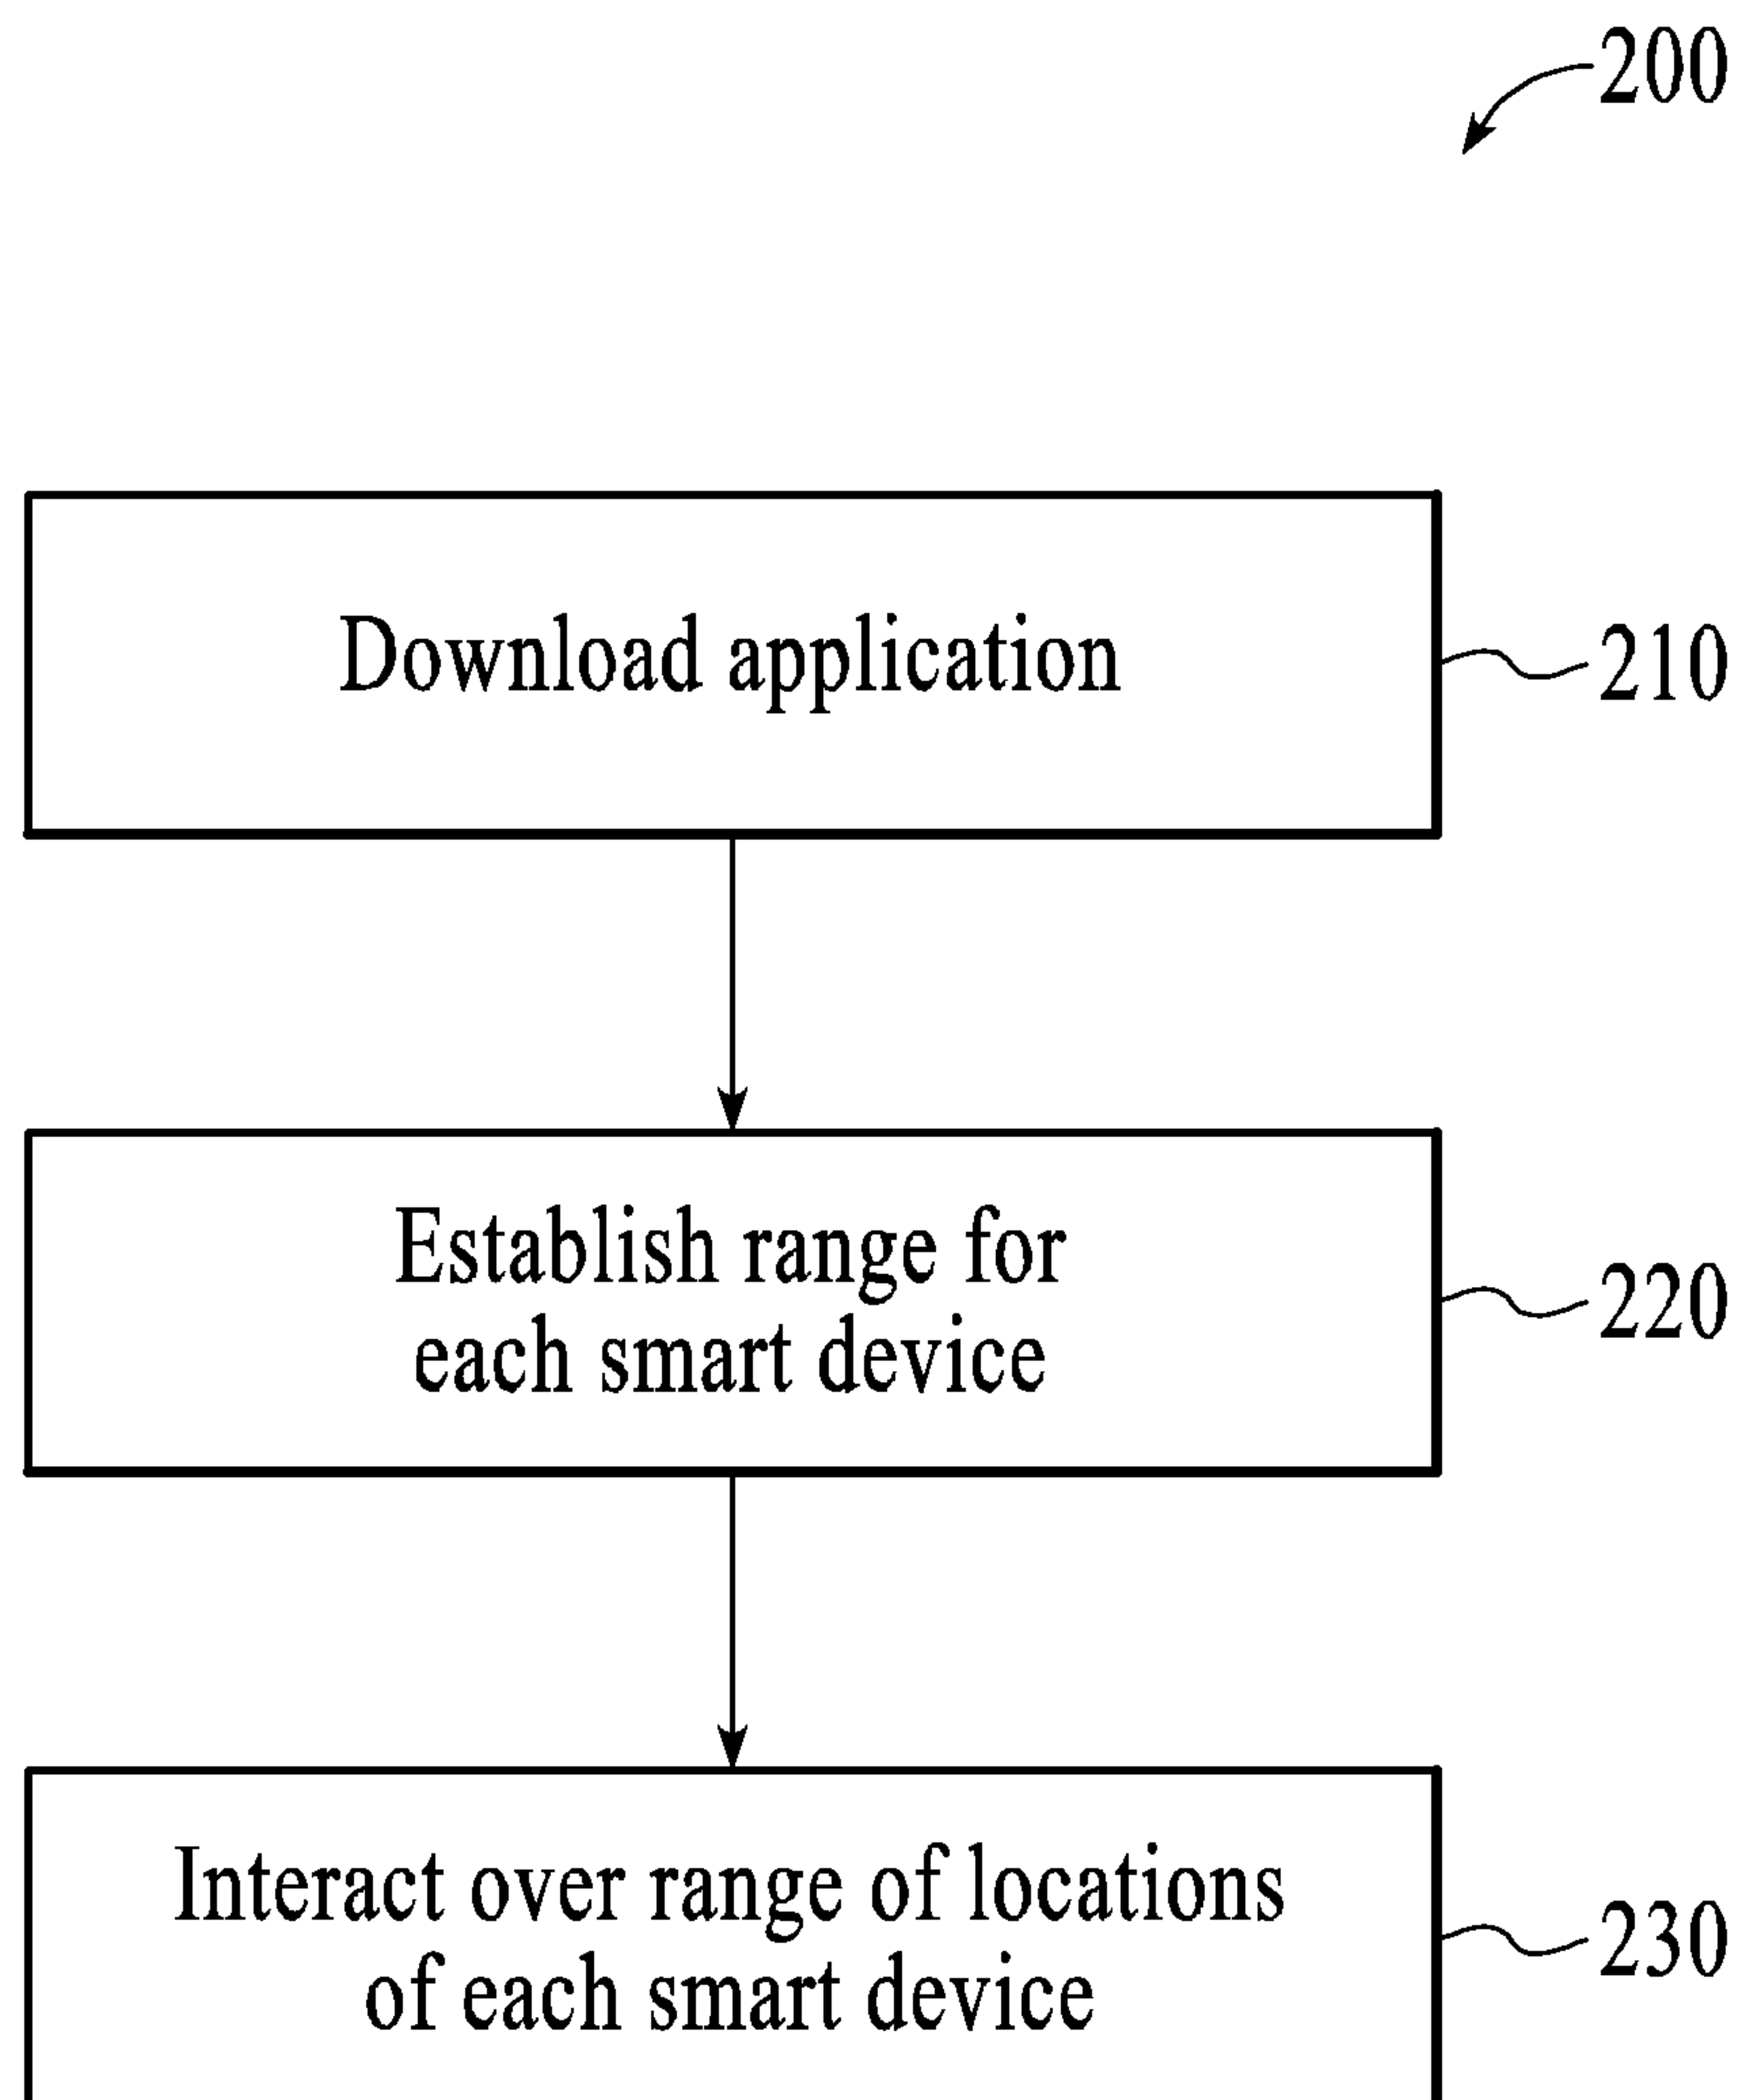 200
Download application
210
Establish range for
each smart device
220
Interact over range of locations
of each smart device
230